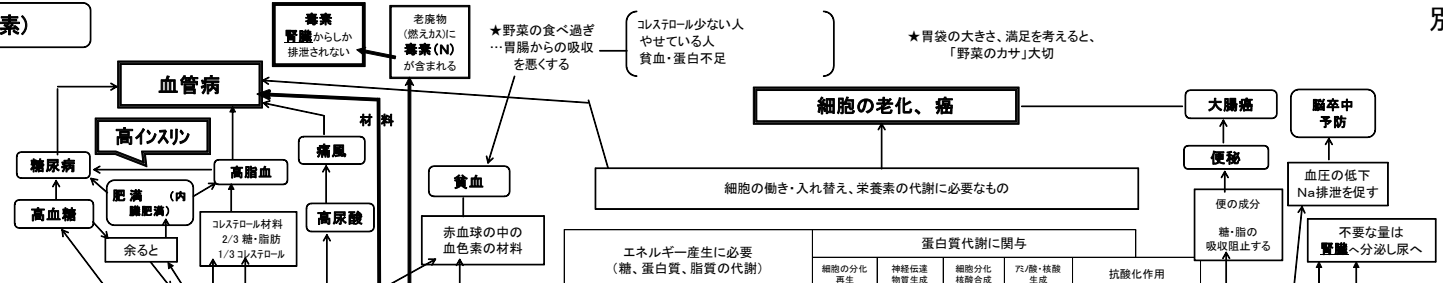 素)
別
毒素
腎臓からしか
排泄されない
老廃物
(燃えカス)に
毒素(N)
が含まれる
★野菜の食べ過ぎ
…胃腸からの吸収
を悪くする
コレステロール少ない人
やせている人
貧血・蛋白不足
★胃袋の大きさ、満足を考えると、
「野菜のカサ」大切
血管病
細胞の老化、癌
大腸癌
脳卒中
予防
材料
高インスリン
痛風
糖尿病
高脂血
貧血
便秘
細胞の働き・入れ替え、栄養素の代謝に必要なもの
血圧の低下
Na排泄を促す
肥満 (内
臓肥満)
高血糖
コレステロール材料
2/3 糖・脂肪
1/3 コレステロール
高尿酸
赤血球の中の
血色素の材料
便の成分
糖・脂の
吸収阻止する
余ると
エネルギー産生に必要
(糖、蛋白質、脂質の代謝)
蛋白質代謝に関与
不要な量は
腎臓へ分泌し尿へ
細胞の分化
再生
神経伝達
物質生成
細胞分化
核酸合成
アミノ酸・核酸
生成
抗酸化作用